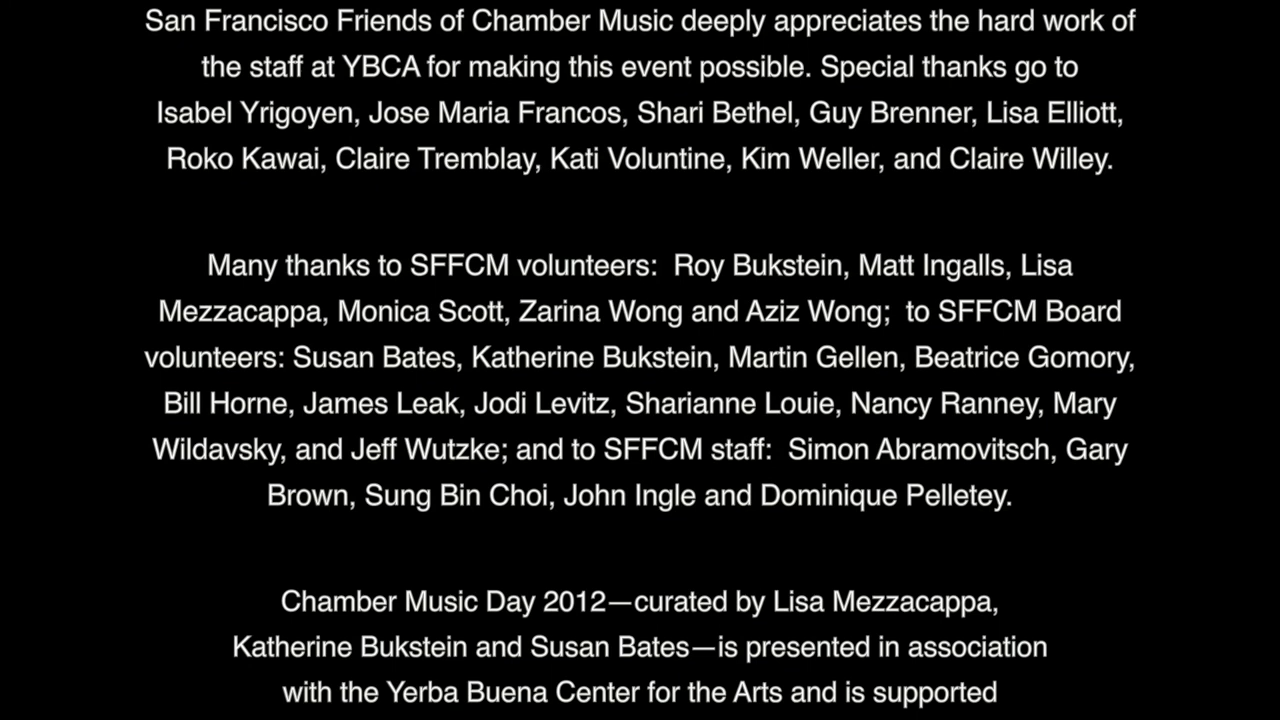 San Francisco Friends of Chamber Music deeply appreciates the hard work of
the staff at YBCA for making this event possible. Special thanks go to
Isabel Yrigoyen, Jose Maria Francos, Shari Bethel, Guy Brenner, Lisa Elliott,
Roko Kawai, Claire Tremblay, Kati Voluntine, Kim Weller, and Claire Willey.
Many thanks to SFFCM volunteers:  Roy Bukstein, Matt Ingalls, Lisa
Mezzacappa, Monica Scott, Zarina Wong and Aziz Wong;  to SFFCM Board
volunteers: Susan Bates, Katherine Bukstein, Martin Gellen, Beatrice Gomory,
Bill Horne, James Leak, Jodi Levitz, Sharianne Louie, Nancy Ranney, Mary
Wildavsky, and Jeff Wutzke; and to SFFCM staff:  Simon Abramovitsch, Gary
Brown, Sung Bin Choi, John Ingle and Dominique Pelletey.
Chamber Music Day 2012—curated by Lisa Mezzacappa,
Katherine Bukstein and Susan Bates—is presented in association
with the Yerba Buena Center for the Arts and is supported